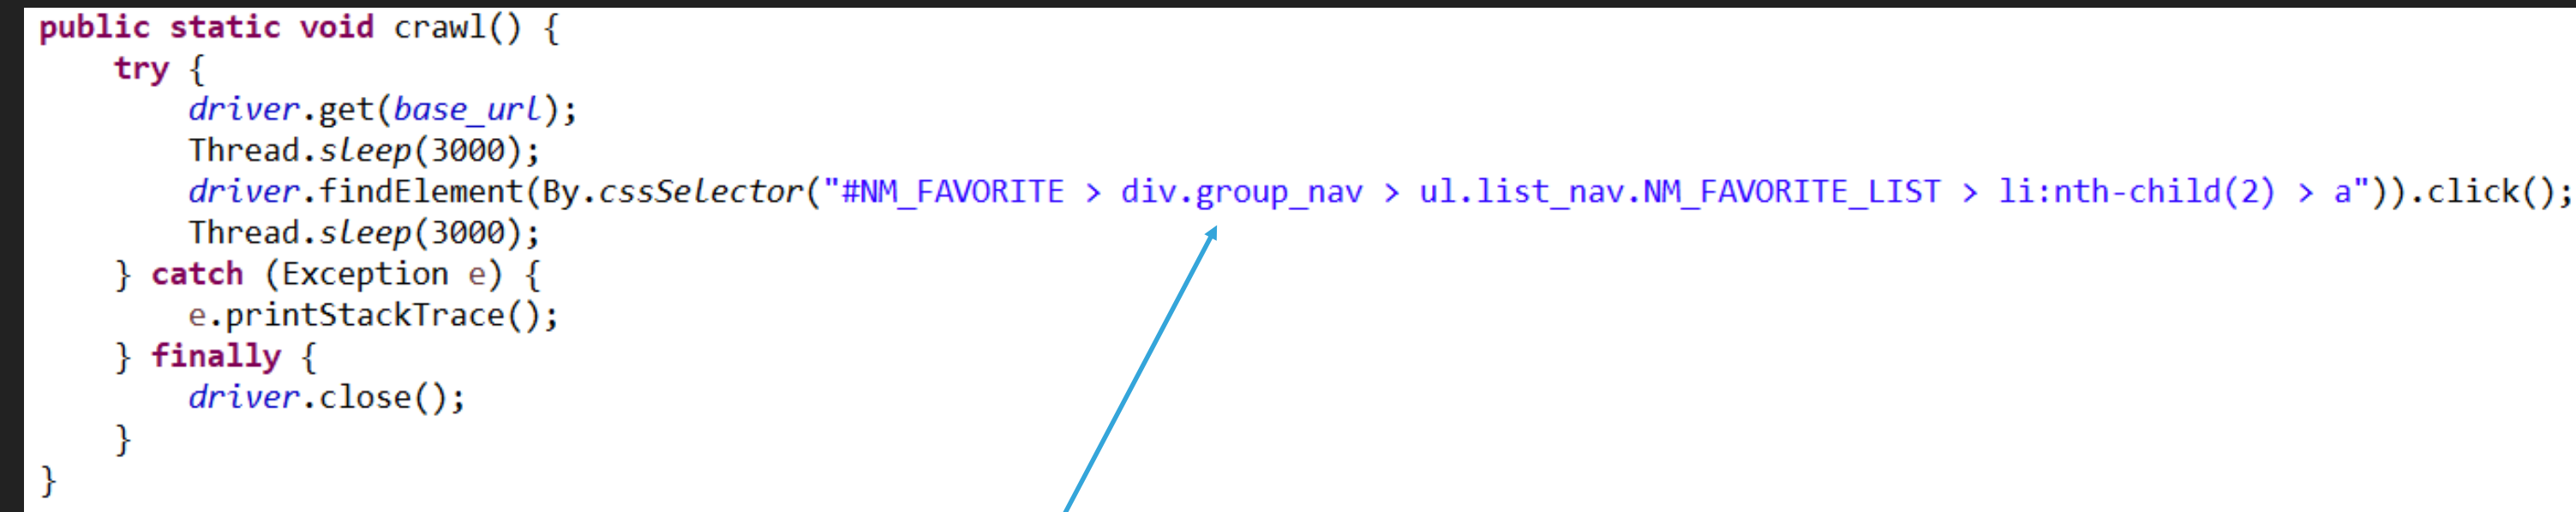 public static void crawl() {
try {
driver.get(base_url);
Thread.sleep(3000);
driver.findElement(By.cssSelector("#NM_FAVORITE > div.group_nav > ul.list_nav.NM_FAVORITE_LIST > li:nth-child(2) > a")).click();
Thread.sleep(3000);
} catch (Exception e) {
e.printStackTrace();
} finally {
driver.close();
}
}